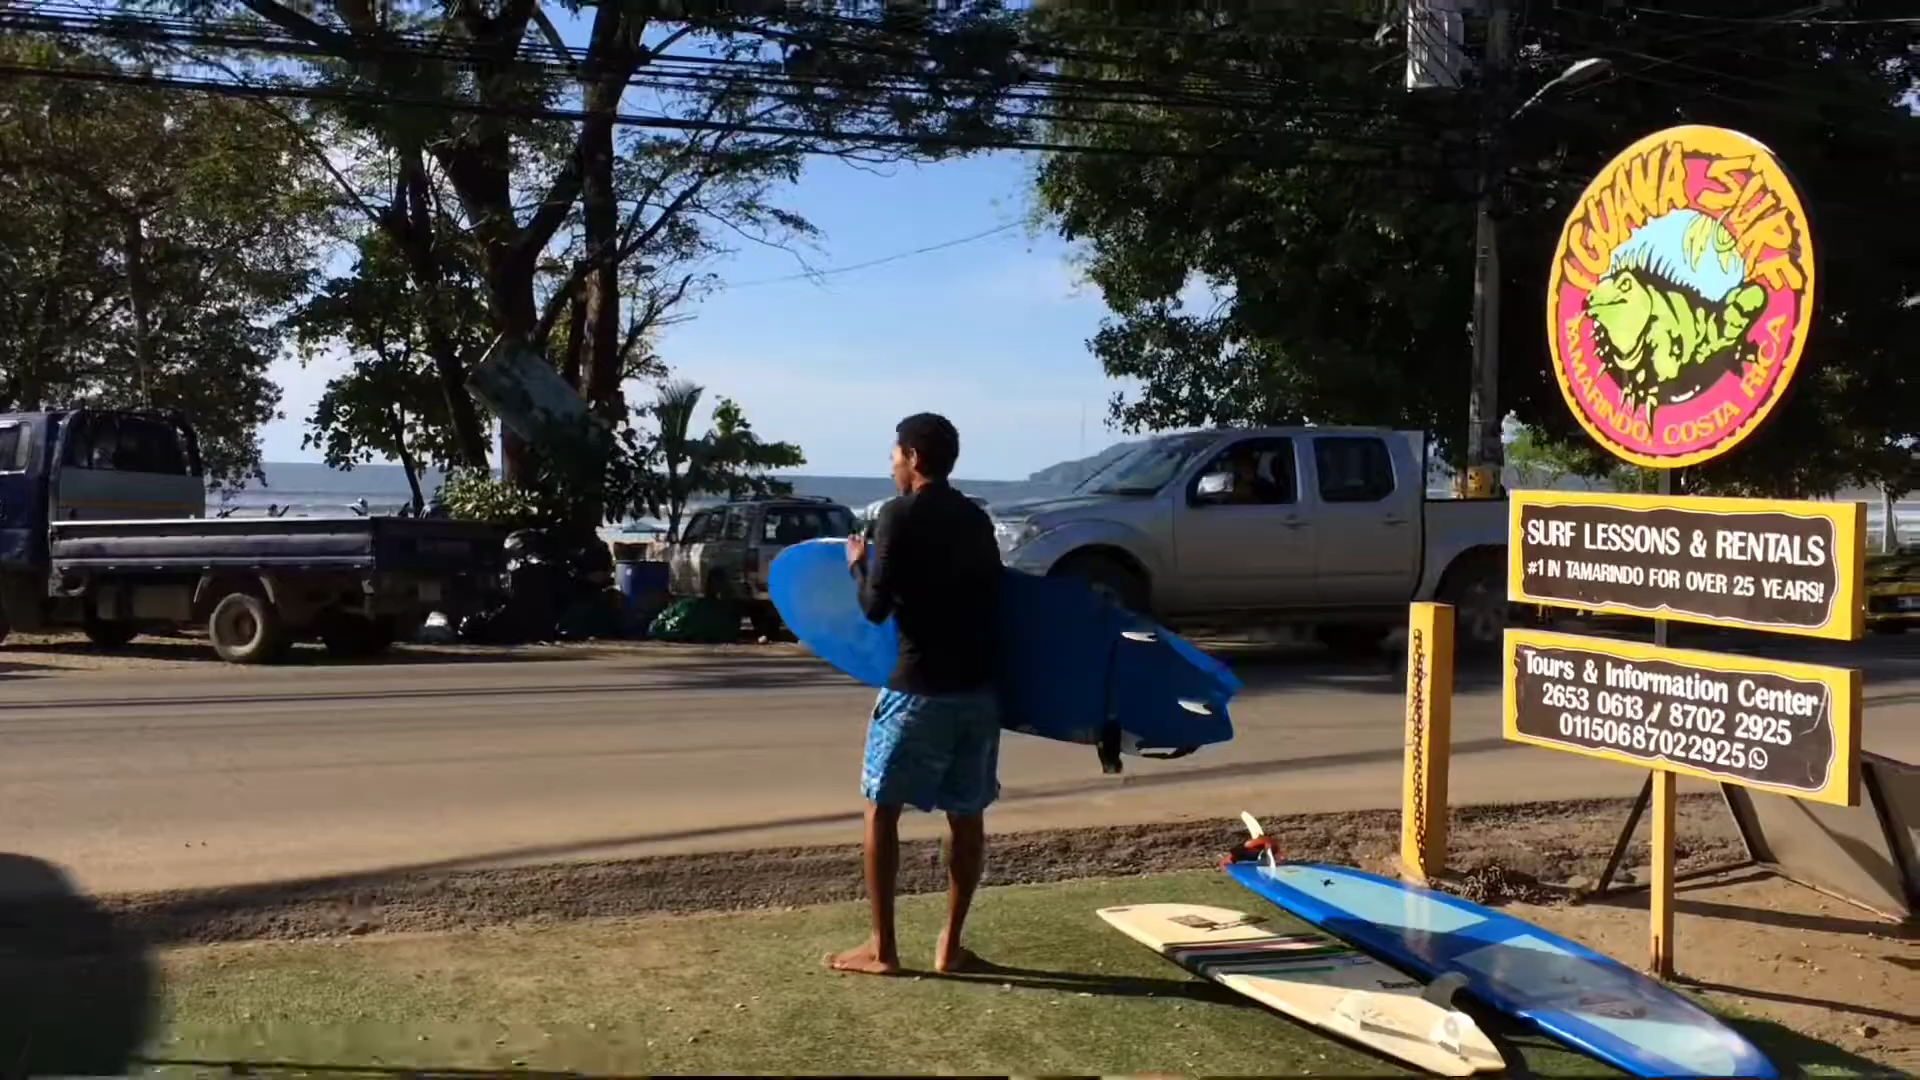 IGUANA SURF
TAMARINDO, COSTA RICA
SURF LESSONS & RENTALS
#1 IN TAMARINDO FOR OVER 25 YEARS!
Tours & Information Center
2653 0613 / 8702 2925
01150687022925